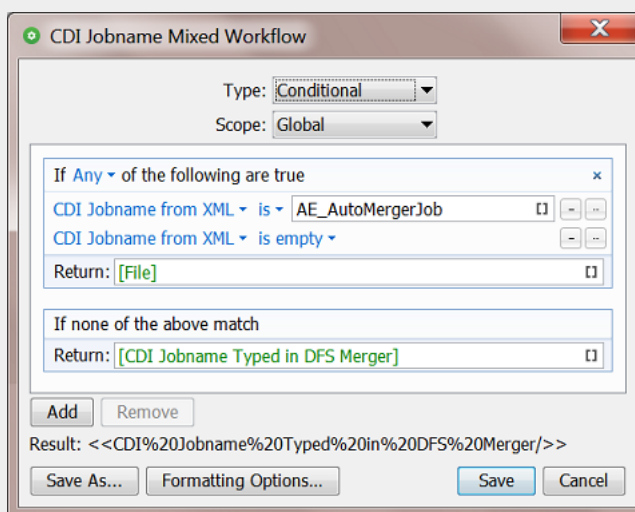 CDI Jobname Mixed Workflow
Type: Conditional
Scope: Global
If Any of the following are true
CDI Jobname from XML is AE_AutoMergerJob
CDI Jobname from XML is empty
Return: [File]
If none of the above match
Return: [CDI Jobname Typed in DFS Merger]
Add Remove
Result: <<CDI%20Jobname%20Typed%20in%20DFS%20Merger/>>
Save As... Formatting Options... Save Cancel